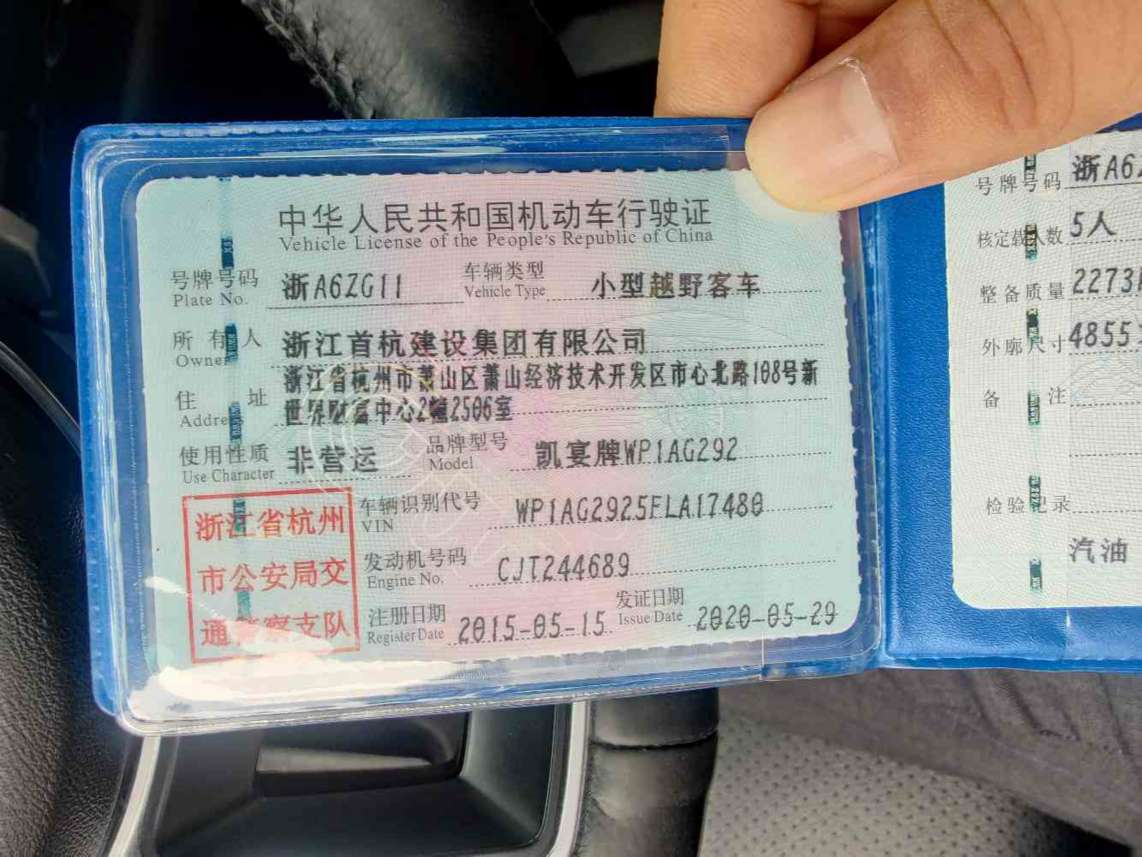 中华人民共和国机动车行驶证
Vehicle License of the People's Republic of China
号牌号码 浙A6ZG11 车辆类型 小型越野客车
Plate No. Vehicle Type
所有人 浙江首杭建设集团有限公司
Owner
住址 浙江省杭州市萧山区萧山经济技术开发区市心北路108号新
Address 世界财富中心2幢2506室
使用性质 非营运 品牌型号 凯宴牌WP1AG292
Use Character Model
车辆识别代号 WP1AG2925FLA17480
VIN
发动机号码 CJT244689
Engine No.
注册日期 2015-05-15 发证日期 2020-05-29
Register Date Issue Date
浙江省杭州
市公安局交
通警察支队
号牌号码 浙A6Z
核定载人数 5人
整备质量 2273k
外廓尺寸 4855
备注
检验记录
汽油